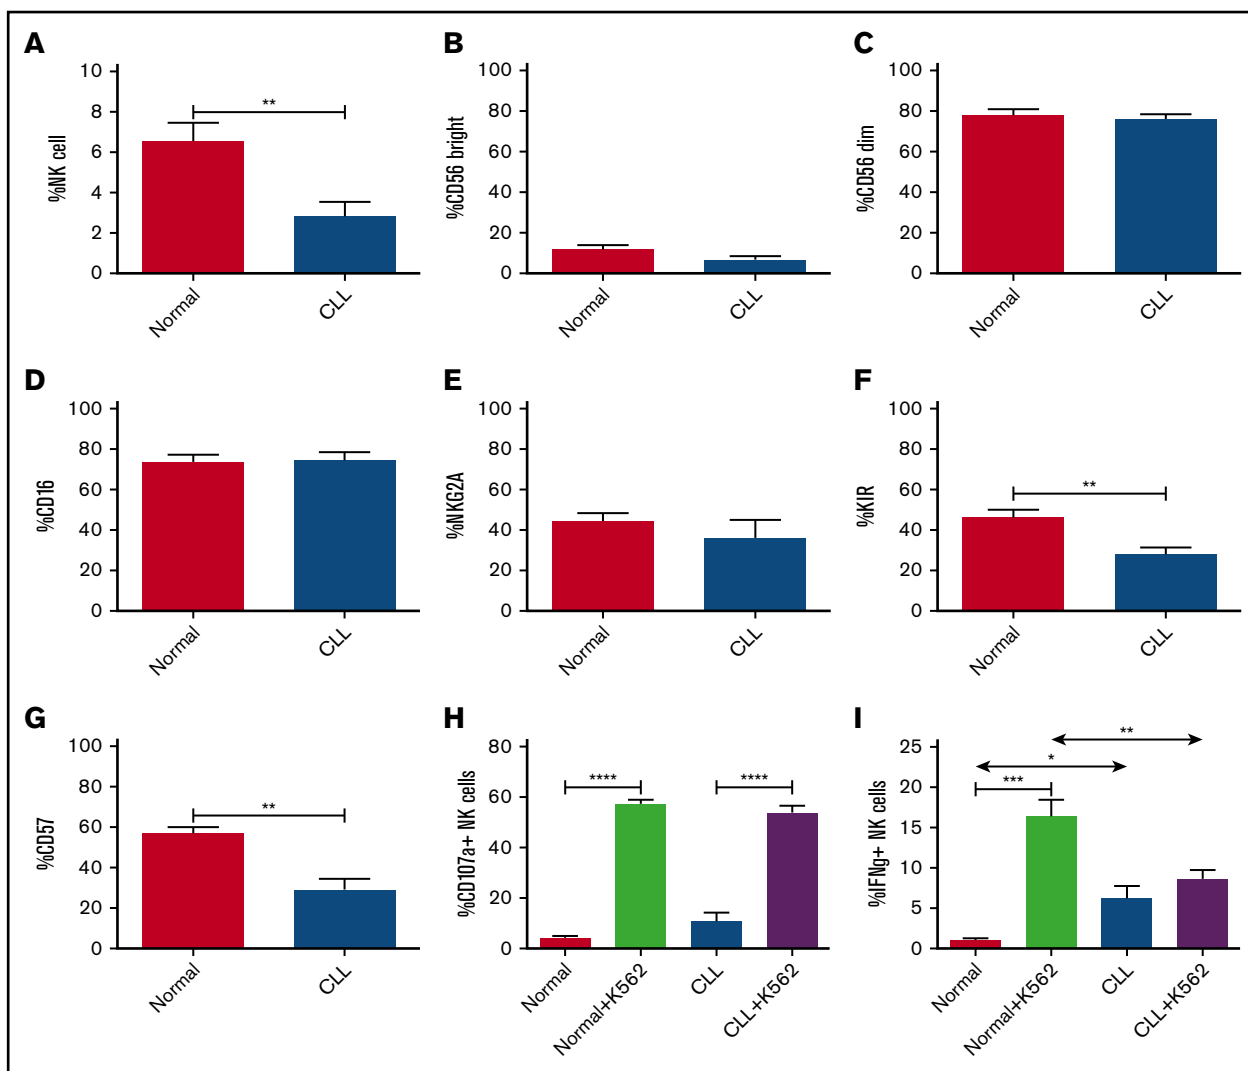 A
%NK cell
10
8
6
4
2
0
**
Normal
CLL
B
%CD56 bright
100
80
60
40
20
0
Normal
CLL
C
%CD56 dim
100
80
60
40
20
0
Normal
CLL
D
%CD16
100
80
60
40
20
0
Normal
CLL
E
%NKG2A
100
80
60
40
20
0
Normal
CLL
F
%KIR
100
80
60
40
20
0
**
Normal
CLL
G
%CD57
100
80
60
40
20
0
**
Normal
CLL
H
%CD107a+ NK cells
80
60
40
20
0
****
****
Normal
Normal+K562
CLL
CLL+K562
I
%IFNg+ NK cells
25
20
15
10
5
0
**
*
***
Normal
Normal+K562
CLL
CLL+K562